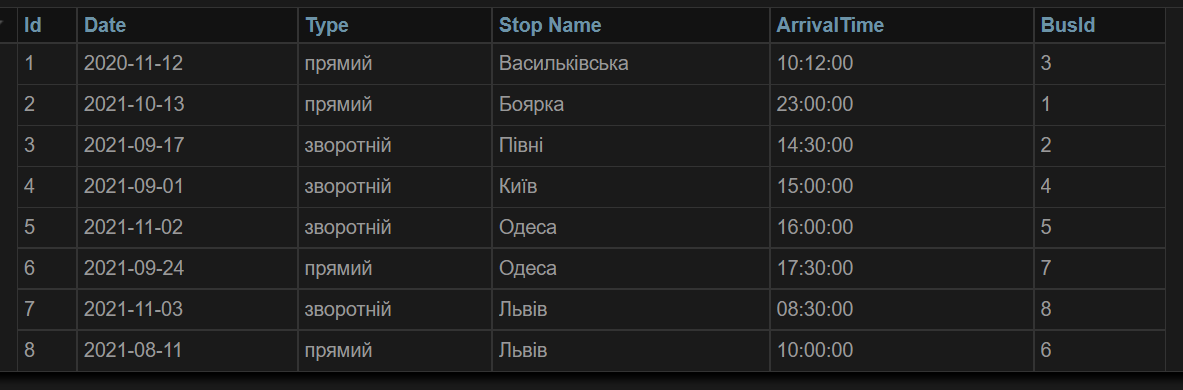 Id Date Type Stop Name ArrivalTime BusId
1 2020-11-12 прямий Васильківська 10:12:00 3
2 2021-10-13 прямий Боярка 23:00:00 1
3 2021-09-17 зворотній Півні 14:30:00 2
4 2021-09-01 зворотній Київ 15:00:00 4
5 2021-11-02 зворотній Одеса 16:00:00 5
6 2021-09-24 прямий Одеса 17:30:00 7
7 2021-11-03 зворотній Львів 08:30:00 8
8 2021-08-11 прямий Львів 10:00:00 6